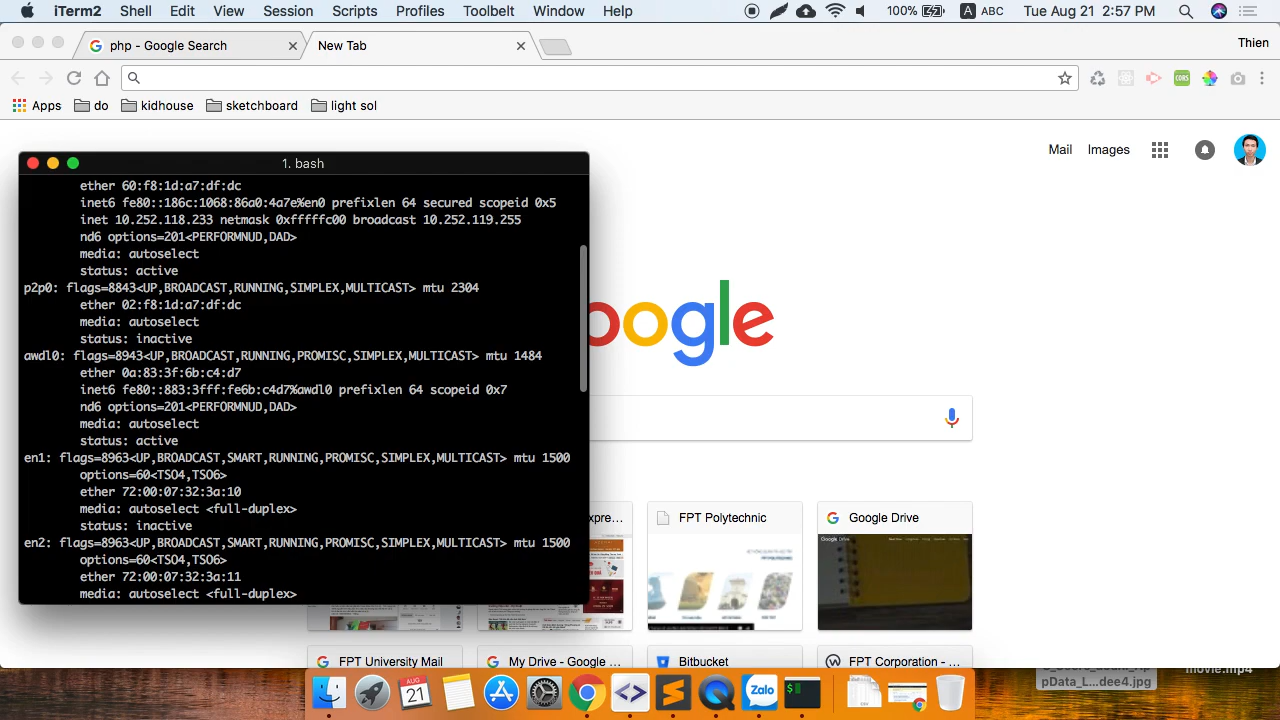 iTerm2 Shell Edit View Session Scripts Profiles Toolbelt Window Help 100% A ABC Tue Aug 21 2:57 PM
php - Google Search New Tab Thien
Apps do kidhouse sketchboard light sol
CORS
Mail Images
1. bash
ether 60:f8:1d:a7:df:dc
inet6 fe80::186c:1068:86a0:4a7e%en0 prefixlen 64 secured scopeid 0x5
inet 10.252.118.233 netmask 0xfffffc00 broadcast 10.252.119.255
nd6 options=201<PERFORMNUD,DAD>
media: autoselect
status: active
p2p0: flags=8843<UP,BROADCAST,RUNNING,SIMPLEX,MULTICAST> mtu 2304
ether 02:f8:1d:a7:df:dc
media: autoselect
status: inactive
awdl0: flags=8943<UP,BROADCAST,RUNNING,PROMISC,SIMPLEX,MULTICAST> mtu 1484
ether 0a:83:3f:6b:c4:d7
inet6 fe80::883:3fff:fe6b:c4d7%awdl0 prefixlen 64 scopeid 0x7
nd6 options=201<PERFORMNUD,DAD>
media: autoselect
status: active
en1: flags=8963<UP,BROADCAST,SMART,RUNNING,PROMISC,SIMPLEX,MULTICAST> mtu 1500
options=60<TSO4,TSO6>
ether 72:00:07:32:3a:10
media: autoselect <full-duplex>
status: inactive
en2: flags=8963<UP,BROADCAST,SMART,RUNNING,PROMISC,SIMPLEX,MULTICAST> mtu 1500
options=60<TSO4,TSO6>
ether 72:00:07:32:3a:11
media: autoselect <full-duplex>
oogle
xpre... FPT Polytechnic Google Drive
Google Drive
FPT University Mail My Drive - Google ... Bitbucket FPT Corporation - ...
movie.mp4
pData_L...dee4.jpg
AUG
21
Zalo
$